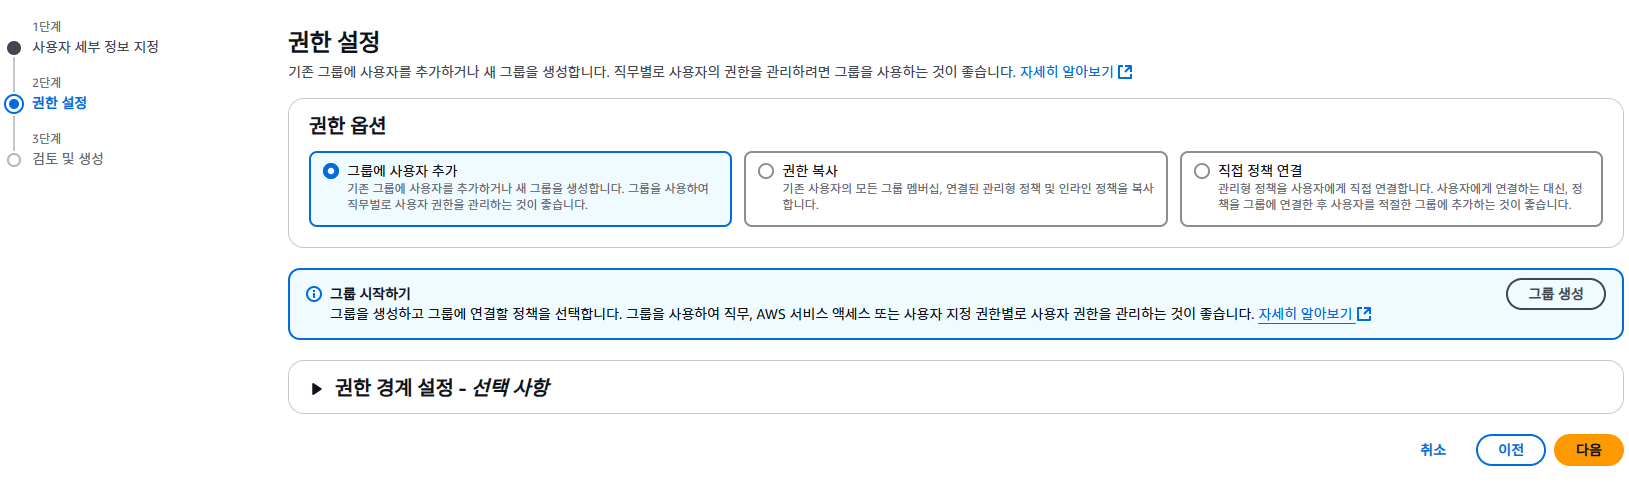 1단계
사용자 세부 정보 지정
2단계
권한 설정
3단계
검토 및 생성
권한 설정
기존 그룹에 사용자를 추가하거나 새 그룹을 생성합니다. 직무별로 사용자의 권한을 관리하려면 그룹을 사용하는 것이 좋습니다. 자세히 알아보기
권한 옵션
그룹에 사용자 추가
기존 그룹에 사용자를 추가하거나 새 그룹을 생성합니다. 그룹을 사용하여
직무별로 사용자 권한을 관리하는 것이 좋습니다.
권한 복사
기존 사용자의 모든 그룹 멤버십, 연결된 관리형 정책 및 인라인 정책을 복사
합니다.
직접 정책 연결
관리형 정책을 사용자에게 직접 연결합니다. 사용자에게 연결하는 대신, 정
책을 그룹에 연결한 후 사용자를 적절한 그룹에 추가하는 것이 좋습니다.
그룹 시작하기
그룹을 생성하고 그룹에 연결할 정책을 선택합니다. 그룹을 사용하여 직무, AWS 서비스 액세스 또는 사용자 지정 권한별로 사용자 권한을 관리하는 것이 좋습니다. 자세히 알아보기
그룹 생성
권한 경계 설정 - 선택 사항
취소
이전
다음